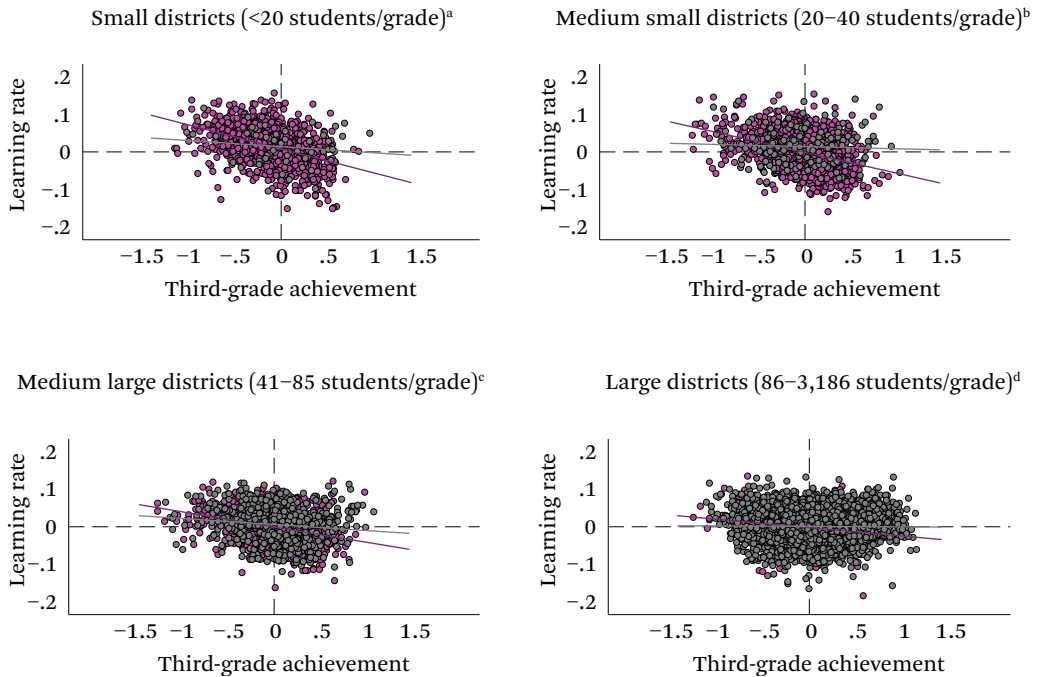 Small districts (<20 students/grade)ᵃ
Learning rate
.2
.1
0
−.1
−.2
−1.5 −1 −.5 0 .5 1 1.5
Third-grade achievement
Medium small districts (20–40 students/grade)ᵇ
Learning rate
.2
.1
0
−.1
−.2
−1.5 −1 −.5 0 .5 1 1.5
Third-grade achievement
Medium large districts (41–85 students/grade)ᶜ
Learning rate
.2
.1
0
−.1
−.2
−1.5 −1 −.5 0 .5 1 1.5
Third-grade achievement
Large districts (86–3,186 students/grade)ᵈ
Learning rate
.2
.1
0
−.1
−.2
−1.5 −1 −.5 0 .5 1 1.5
Third-grade achievement